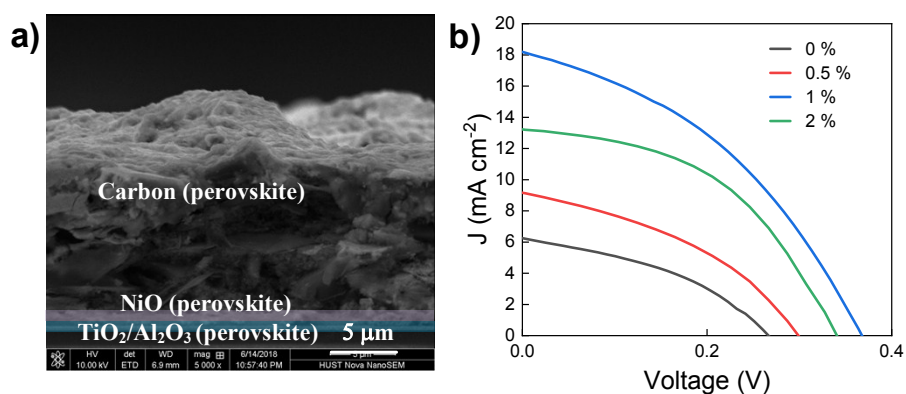 a)
Carbon (perovskite)
NiO (perovskite)
TiO₂/Al₂O₃ (perovskite) 5 μm
HV det WD mag ⊞ 6/14/2018 5 µm
10.00 kV ETD 6.9 mm 5 000 x 10:57:40 PM HUST Nova NanoSEM
b)
20
18
16
14
12
10
8
6
4
2
0
J (mA cm⁻²)
0 %
0.5 %
1 %
2 %
0.0 0.2 0.4
Voltage (V)